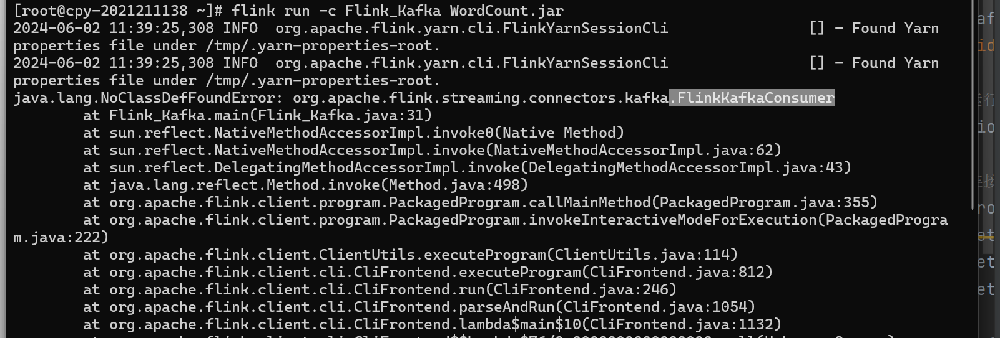 [root@cpy-2021211138 ~]# flink run -c Flink_Kafka WordCount.jar
2024-06-02 11:39:25,308 INFO  org.apache.flink.yarn.cli.FlinkYarnSessionCli                [] - Found Yarn
properties file under /tmp/.yarn-properties-root.
2024-06-02 11:39:25,308 INFO  org.apache.flink.yarn.cli.FlinkYarnSessionCli                [] - Found Yarn
properties file under /tmp/.yarn-properties-root.
java.lang.NoClassDefFoundError: org.apache.flink.streaming.connectors.kafka.FlinkKafkaConsumer
        at Flink_Kafka.main(Flink_Kafka.java:31)
        at sun.reflect.NativeMethodAccessorImpl.invoke0(Native Method)
        at sun.reflect.NativeMethodAccessorImpl.invoke(NativeMethodAccessorImpl.java:62)
        at sun.reflect.DelegatingMethodAccessorImpl.invoke(DelegatingMethodAccessorImpl.java:43)
        at java.lang.reflect.Method.invoke(Method.java:498)
        at org.apache.flink.client.program.PackagedProgram.callMainMethod(PackagedProgram.java:355)
        at org.apache.flink.client.program.PackagedProgram.invokeInteractiveModeForExecution(PackagedProgra
m.java:222)
        at org.apache.flink.client.ClientUtils.executeProgram(ClientUtils.java:114)
        at org.apache.flink.client.cli.CliFrontend.executeProgram(CliFrontend.java:812)
        at org.apache.flink.client.cli.CliFrontend.run(CliFrontend.java:246)
        at org.apache.flink.client.cli.CliFrontend.parseAndRun(CliFrontend.java:1054)
        at org.apache.flink.client.cli.CliFrontend.lambda$main$10(CliFrontend.java:1132)